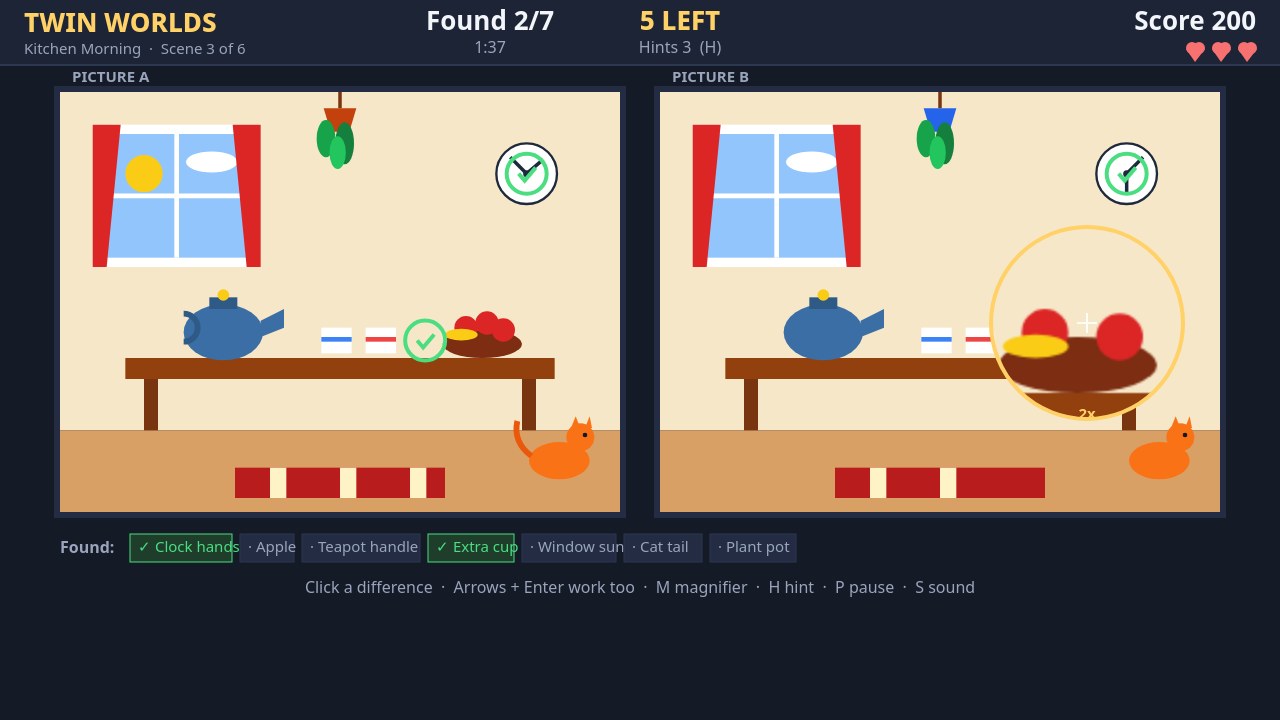 TWIN WORLDS
Kitchen Morning · Scene 3 of 6
Found 2/7
1:37
5 LEFT
Hints 3 (H)
Score 200
PICTURE A
PICTURE B
2x
Found:
✓ Clock hands
· Apple
· Teapot handle
✓ Extra cup
· Window sun
· Cat tail
· Plant pot
Click a difference · Arrows + Enter work too · M magnifier · H hint · P pause · S sound